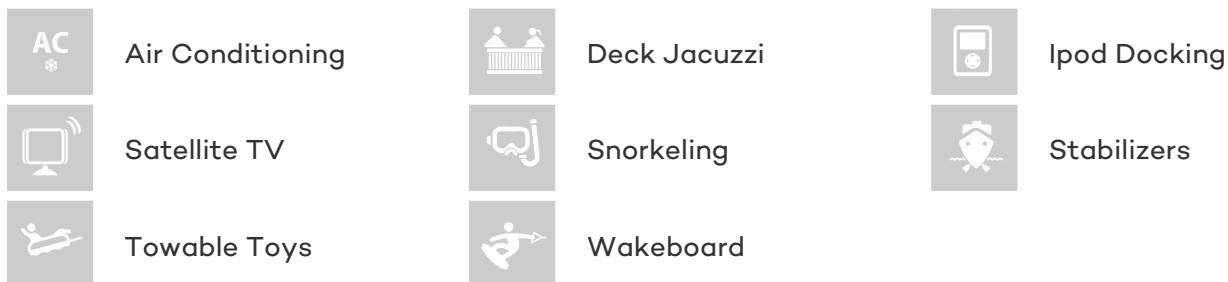 AC
Air Conditioning
Deck Jacuzzi
Ipod Docking
Satellite TV
Snorkeling
Stabilizers
Towable Toys
Wakeboard